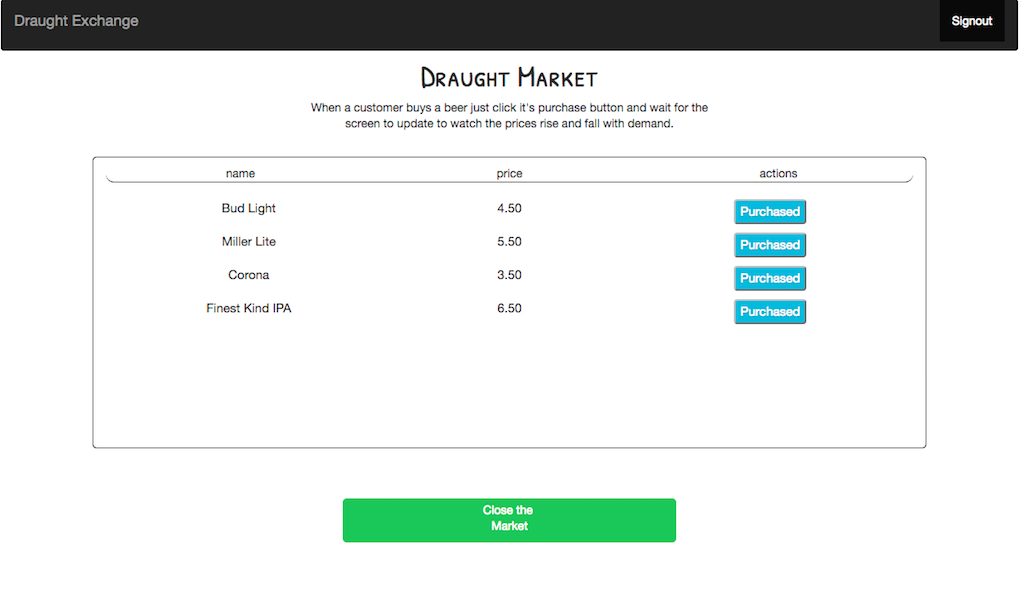 Draught Exchange Signout
Draught Market
When a customer buys a beer just click it's purchase button and wait for the
screen to update to watch the prices rise and fall with demand.
name price actions
Bud Light 4.50 Purchased
Miller Lite 5.50 Purchased
Corona 3.50 Purchased
Finest Kind IPA 6.50 Purchased
Close the
Market